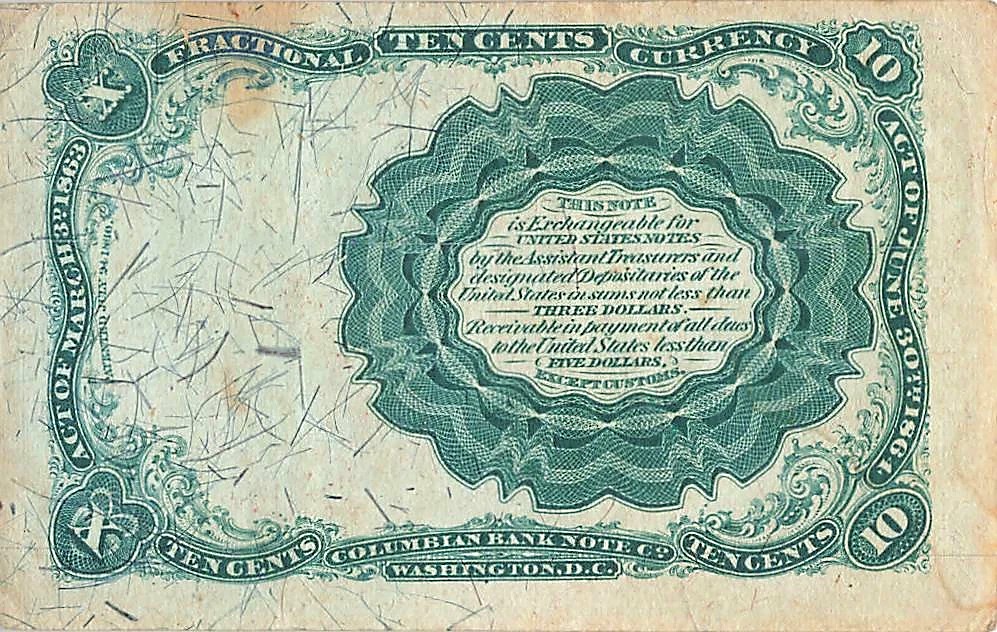 FRACTIONAL TEN CENTS CURRENCY
X
10
ACT OF MARCH 3D 1863
ACT OF JUNE 30TH 1864
THIS NOTE
is Exchangeable for
UNITED STATES NOTES
by the Assistant Treasurers and
designated Depositaries of the
United States in sums not less than
THREE DOLLARS.
Receivable in payment of all dues
to the United States less than
FIVE DOLLARS,
EXCEPT CUSTOMS.
X
10
TEN CENTS
COLUMBIAN BANK NOTE CO.
TEN CENTS
WASHINGTON, D.C.